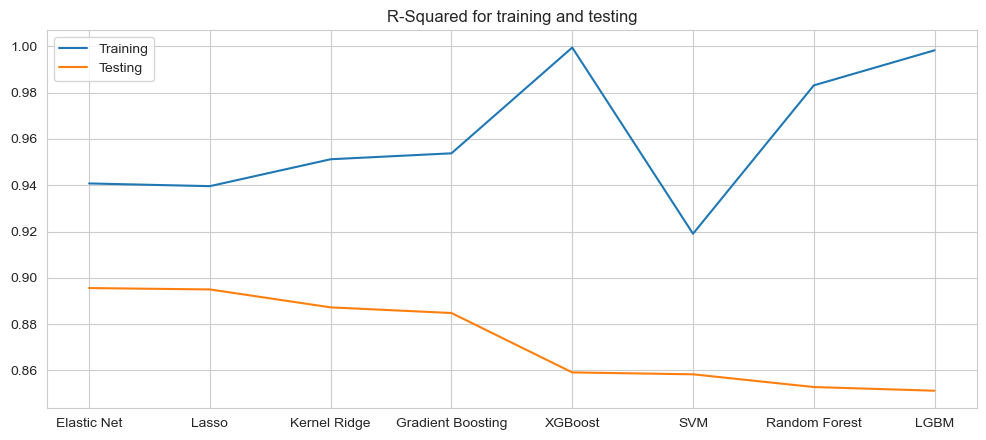 R-Squared for training and testing
Training
Testing
1.00
0.98
0.96
0.94
0.92
0.90
0.88
0.86
Elastic Net Lasso Kernel Ridge Gradient Boosting XGBoost SVM Random Forest LGBM